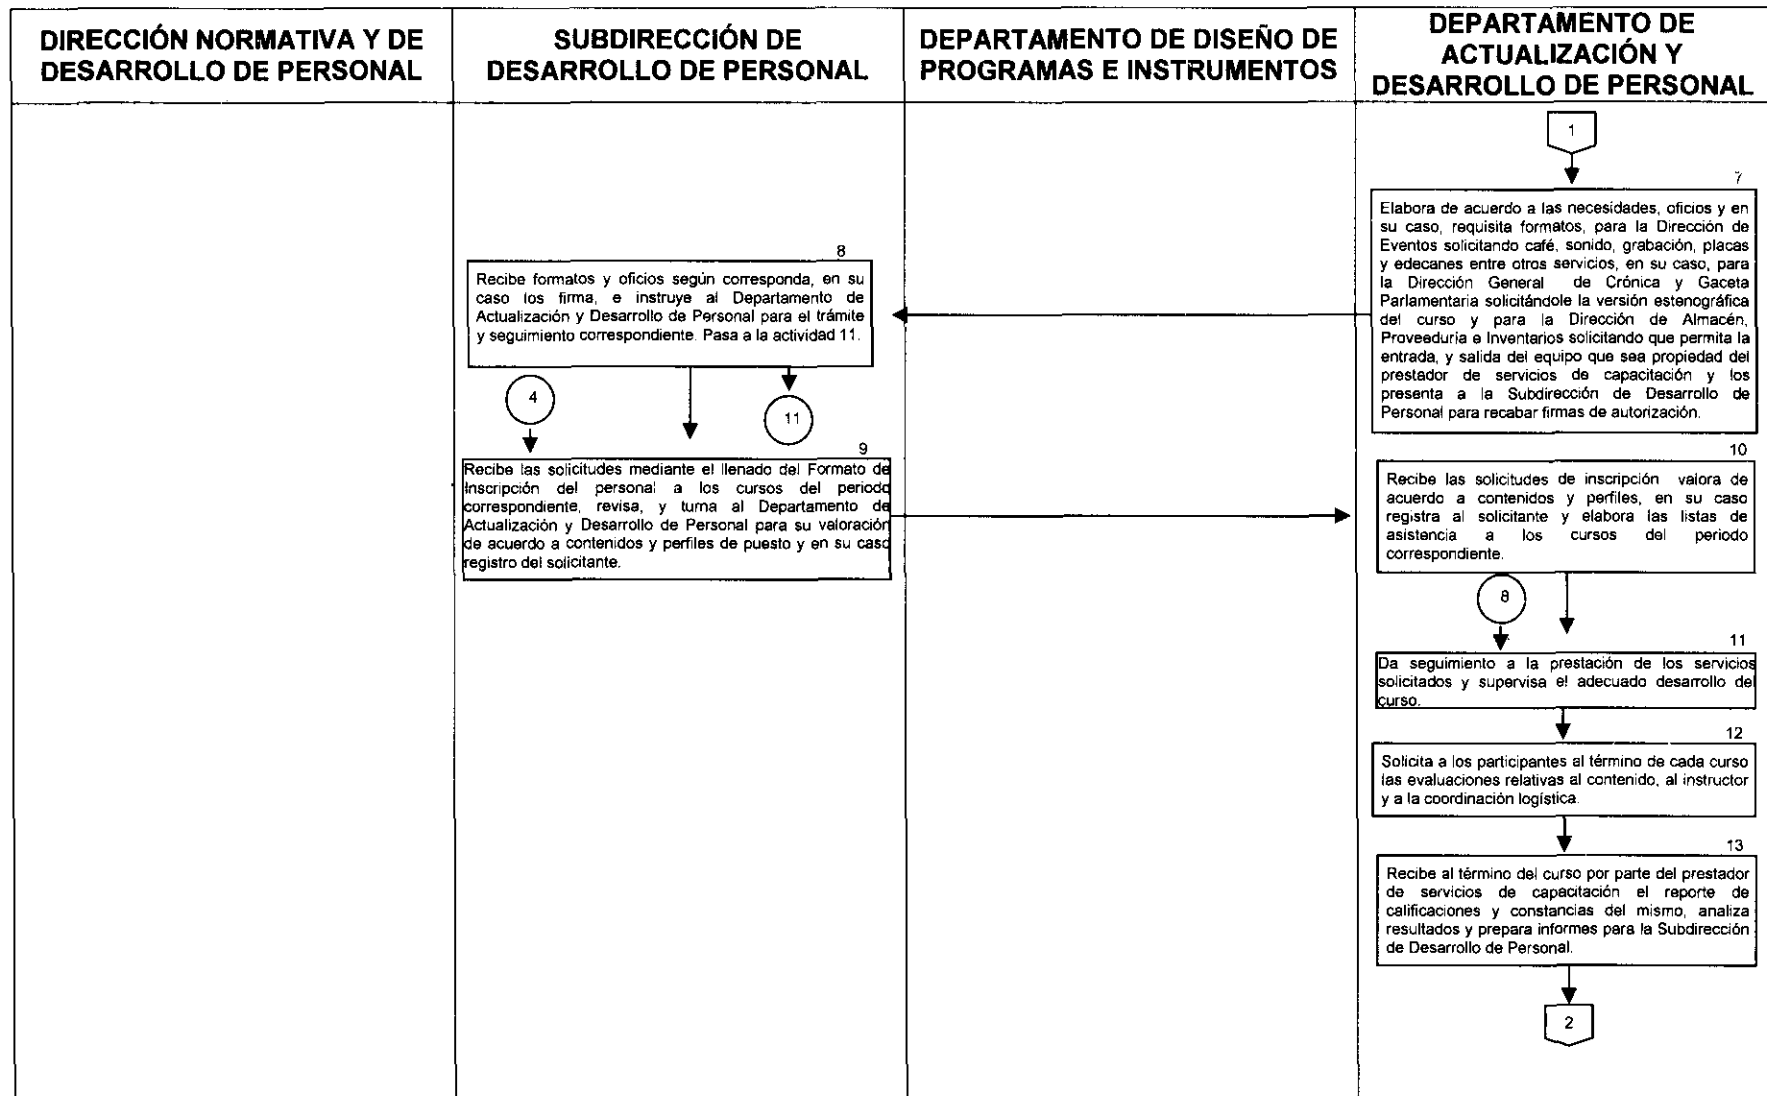 DIRECCIÓN NORMATIVA Y DE
DESARROLLO DE PERSONAL
SUBDIRECCIÓN DE
DESARROLLO DE PERSONAL
DEPARTAMENTO DE DISEÑO DE
PROGRAMAS E INSTRUMENTOS
DEPARTAMENTO DE
ACTUALIZACIÓN Y
DESARROLLO DE PERSONAL
1
7
Elabora de acuerdo a las necesidades, oficios y en
su caso, requisita formatos, para la Dirección de
Eventos solicitando café, sonido, grabación, placas
y edecanes entre otros servicios, en su caso, para
la Dirección General de Crónica y Gaceta
Parlamentaria solicitándole la versión estenográfica
del curso y para la Dirección de Almacén,
Proveeduria e Inventarios solicitando que permita la
entrada, y salida del equipo que sea propiedad del
prestador de servicios de capacitación y los
presenta a la Subdirección de Desarrollo de
Personal para recabar firmas de autorización.
8
Recibe formatos y oficios según corresponda, en su
caso los firma, e instruye al Departamento de
Actualización y Desarrollo de Personal para el trámite
y seguimiento correspondiente. Pasa a la actividad 11.
4
11
9
Recibe las solicitudes mediante el llenado del Formato de
Inscripción del personal a los cursos del periodo
correspondiente, revisa, y turna al Departamento de
Actualización y Desarrollo de Personal para su valoración
de acuerdo a contenidos y perfiles de puesto y en su caso
registro del solicitante.
10
Recibe las solicitudes de inscripción valora de
acuerdo a contenidos y perfiles, en su caso
registra al solicitante y elabora las listas de
asistencia a los cursos del periodo
correspondiente.
8
11
Da seguimiento a la prestación de los servicios
solicitados y supervisa el adecuado desarrollo del
curso.
12
Solicita a los participantes al término de cada curso
las evaluaciones relativas al contenido, al instructor
y a la coordinación logística.
13
Recibe al término del curso por parte del prestador
de servicios de capacitación el reporte de
calificaciones y constancias del mismo, analiza
resultados y prepara informes para la Subdirección
de Desarrollo de Personal.
2